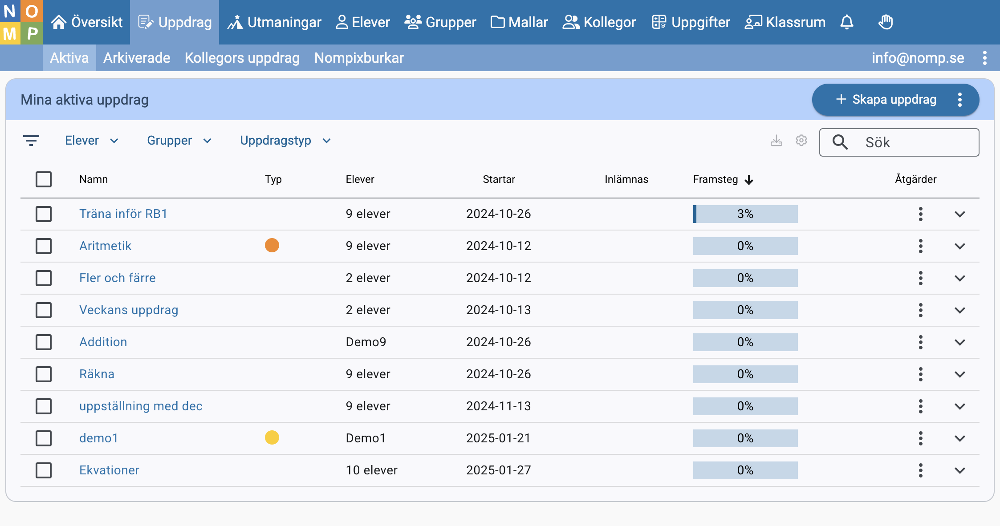 NO
MP
Översikt Uppdrag Utmaningar Elever Grupper Mallar Kollegor Uppgifter Klassrum
Aktiva Arkiverade Kollegors uppdrag Nompixburkar info@nomp.se
Mina aktiva uppdrag + Skapa uppdrag
Elever Grupper Uppdragstyp Sök
Namn Typ Elever Startar Inlämnas Framsteg Åtgärder
Träna inför RB1 9 elever 2024-10-26 3%
Aritmetik 9 elever 2024-10-12 0%
Fler och färre 2 elever 2024-10-12 0%
Veckans uppdrag 2 elever 2024-10-13 0%
Addition Demo9 2024-10-26 0%
Räkna 9 elever 2024-10-26 0%
uppställning med dec 9 elever 2024-11-13 0%
demo1 Demo1 2025-01-21 0%
Ekvationer 10 elever 2025-01-27 0%